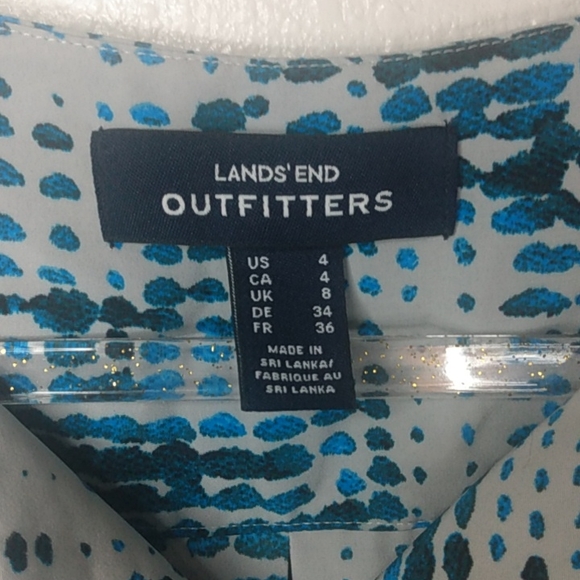 LANDS' END
OUTFITTERS
US 4
CA 4
UK 8
DE 34
FR 36
MADE IN
SRI LANKA/
FABRIQUE AU
SRI LANKA